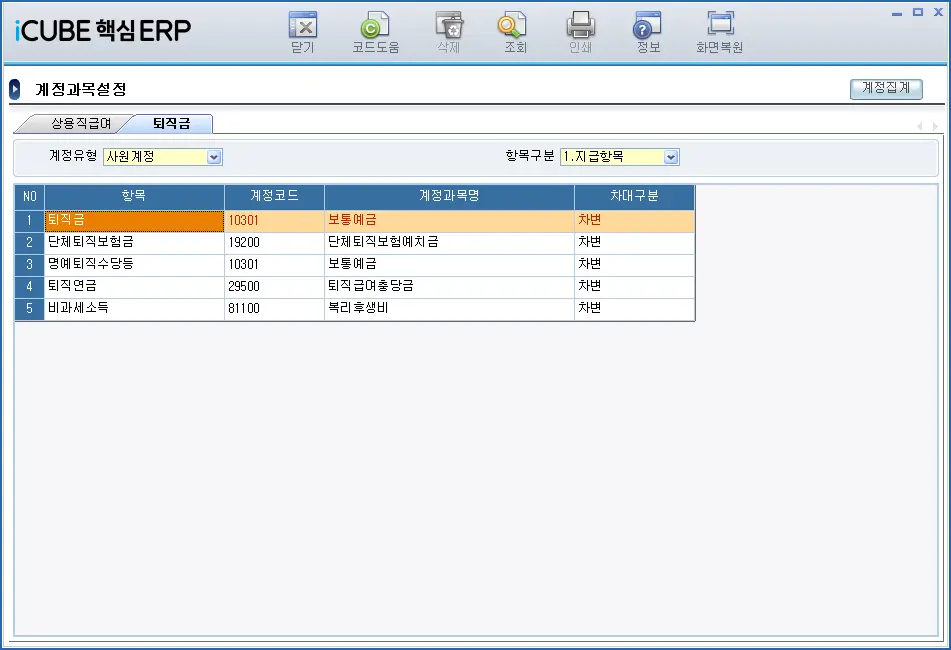 iCUBE 핵심ERP
닫기 코드도움 삭제 조회 인쇄 정보 화면복원
계정과목설정 계정집계
상용직급여 퇴직금
계정유형 사원계정 항목구분 1.지급항목
NO 항목 계정코드 계정과목명 차대구분
1 퇴직금 10301 보통예금 차변
2 단체퇴직보험금 19200 단체퇴직보험예치금 차변
3 명예퇴직수당등 10301 보통예금 차변
4 퇴직연금 29500 퇴직급여충당금 차변
5 비과세소득 81100 복리후생비 차변